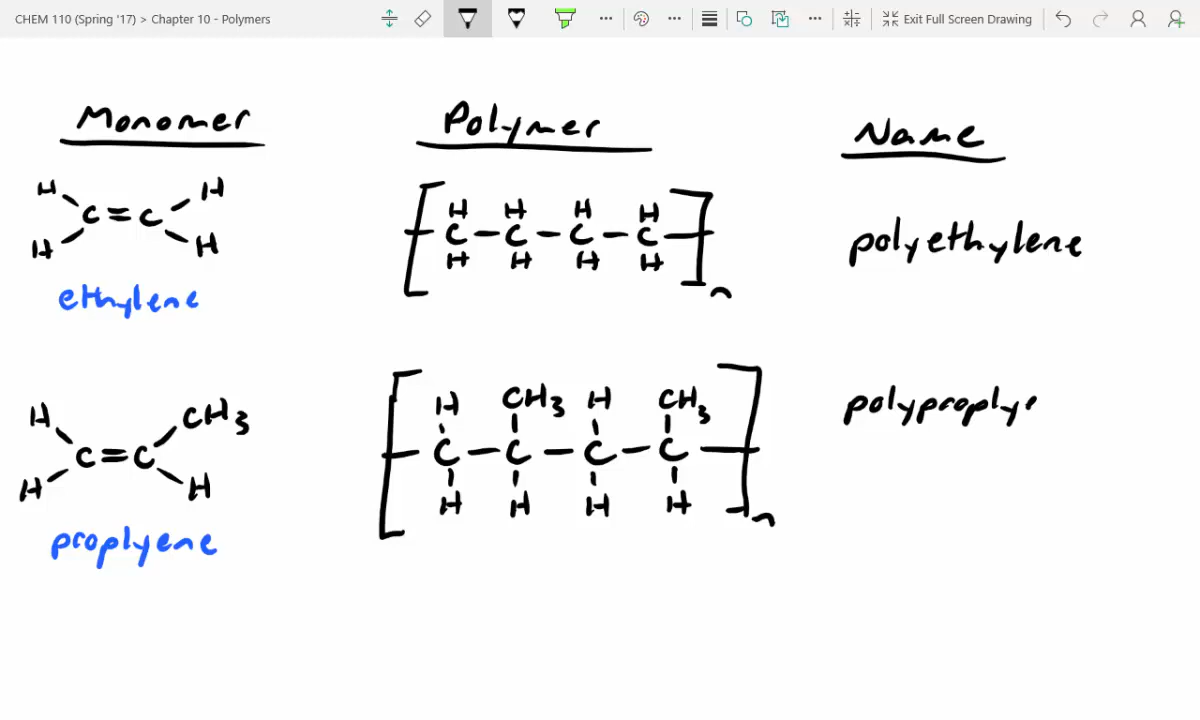 CHEM 110 (Spring '17) > Chapter 10 - Polymers
Exit Full Screen Drawing
Monomer
Polymer
Name
H H
C=C
H H
ethylene
H H H H
C-C-C-C
H H H H
n
polyethylene
H CH3
C=C
H H
proplyene
H CH3 H CH3
C-C-C-C
H H H H
n
polyproplye